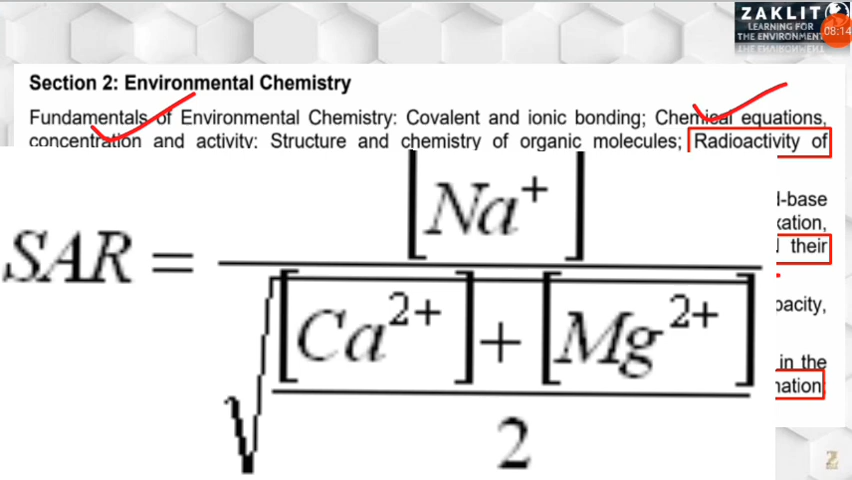 ZAKLIT
LEARNING FOR
THE ENVIRONMENT
08:14
Section 2: Environmental Chemistry
Fundamentals of Environmental Chemistry: Covalent and ionic bonding; Chemical equations,
concentration and activity; Structure and chemistry of organic molecules; Radioactivity of
d-base
their
pacity,
in the
SAR = [Na⁺] / √(([Ca²⁺] + [Mg²⁺]) / 2)